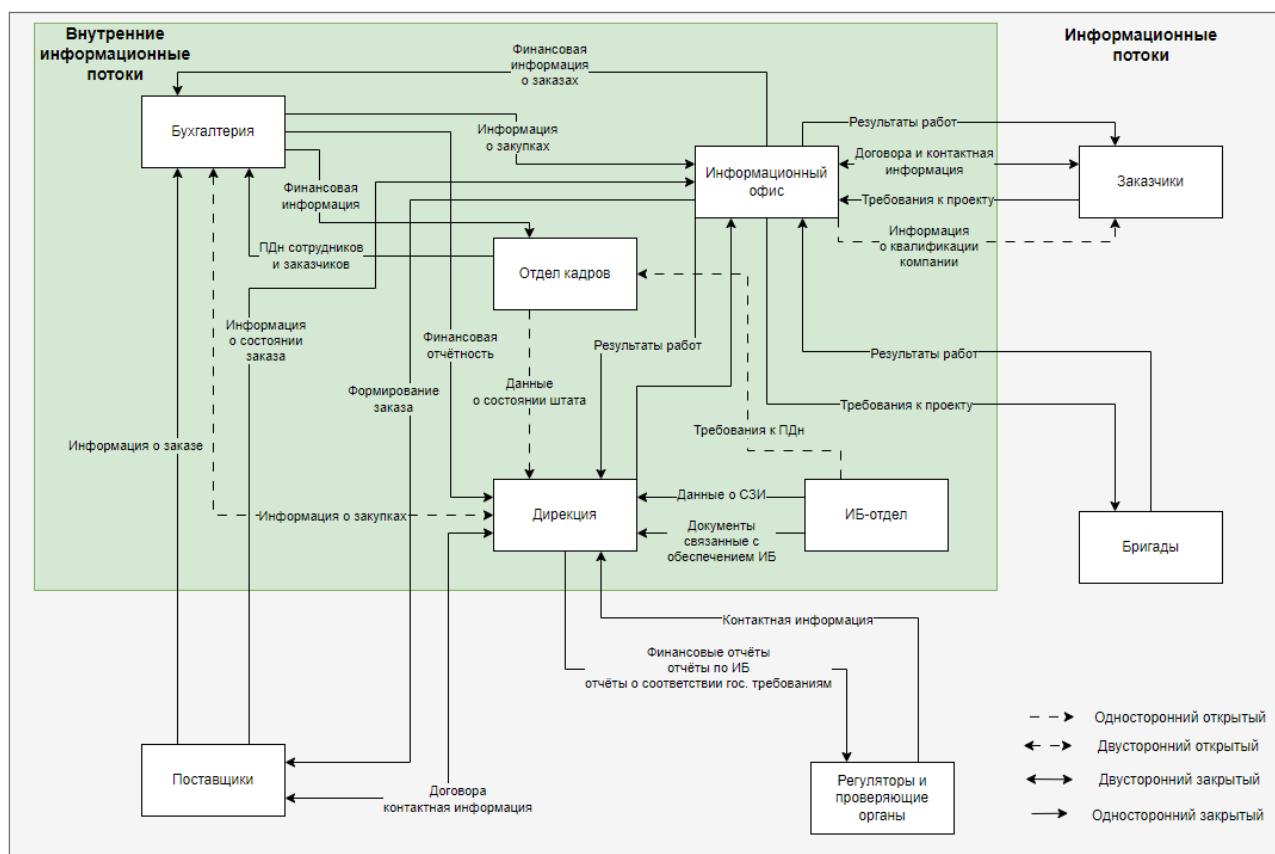 Внутренние
информационные
потоки
Информационные
потоки
Финансовая
информация
о заказах
Бухгалтерия
Информация
о закупках
Результаты работ
Информационный
офис
Договора и контактная
информация
Заказчики
Требования к проекту
Финансовая
информация
Информация
о квалификации
компании
ПДн сотрудников
и заказчиков
Отдел кадров
Информация
о состоянии
заказа
Финансовая
отчётность
Результаты работ
Результаты работ
Данные
о состоянии штата
Формирование
заказа
Требования к проекту
Требования к ПДн
Информация о заказе
Данные о СЗИ
Дирекция
ИБ-отдел
Информация о закупках
Документы
связанные с
обеспечением ИБ
Бригады
Контактная информация
Финансовые отчёты
отчёты по ИБ
отчёты о соответствии гос. требованиям
Односторонний открытый
Двусторонний открытый
Поставщики
Договора
контактная информация
Регуляторы и
проверяющие
органы
Двусторонний закрытый
Односторонний закрытый